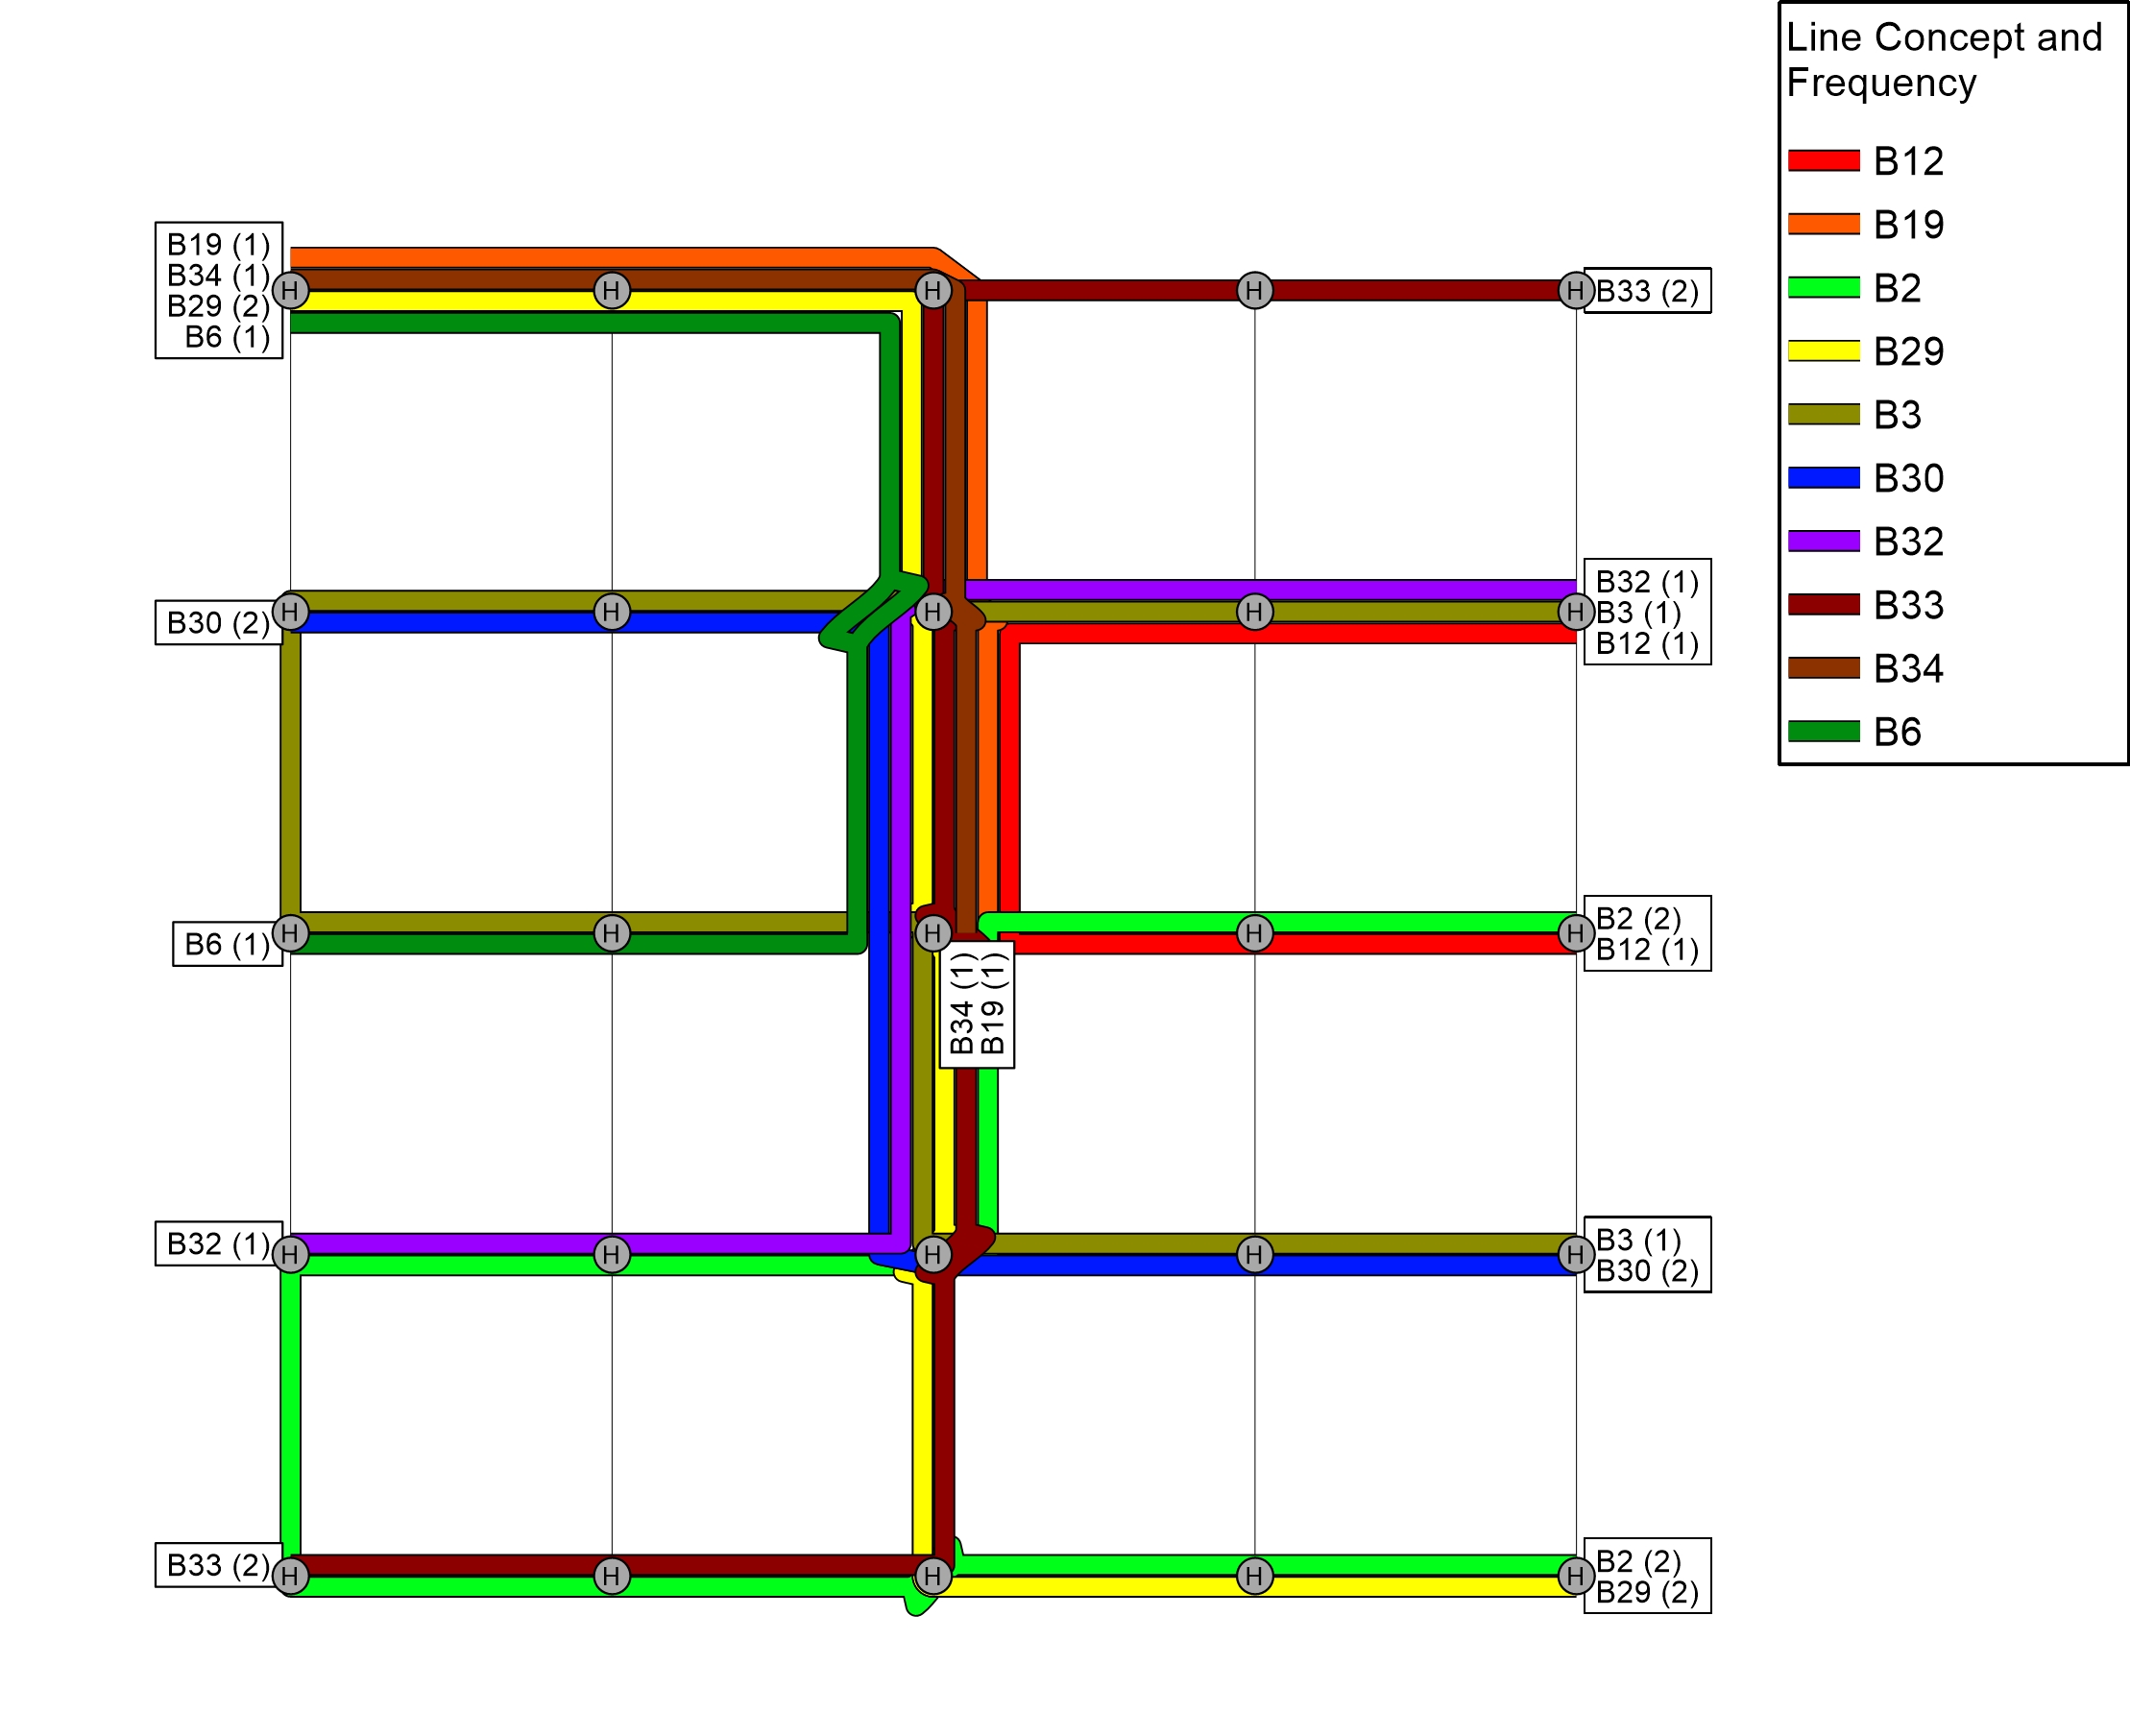 Line Concept and
Frequency
B12
B19
B2
B29
B3
B30
B32
B33
B34
B6
B19 (1)
B34 (1)
B29 (2)
B6 (1)
H
H
H
H
H
B33 (2)
B30 (2)
H
H
H
H
H
B32 (1)
B3 (1)
B12 (1)
B6 (1)
H
H
H
H
H
B2 (2)
B12 (1)
B34 (1)
B19 (1)
B32 (1)
H
H
H
H
H
B3 (1)
B30 (2)
B33 (2)
H
H
H
H
H
B2 (2)
B29 (2)